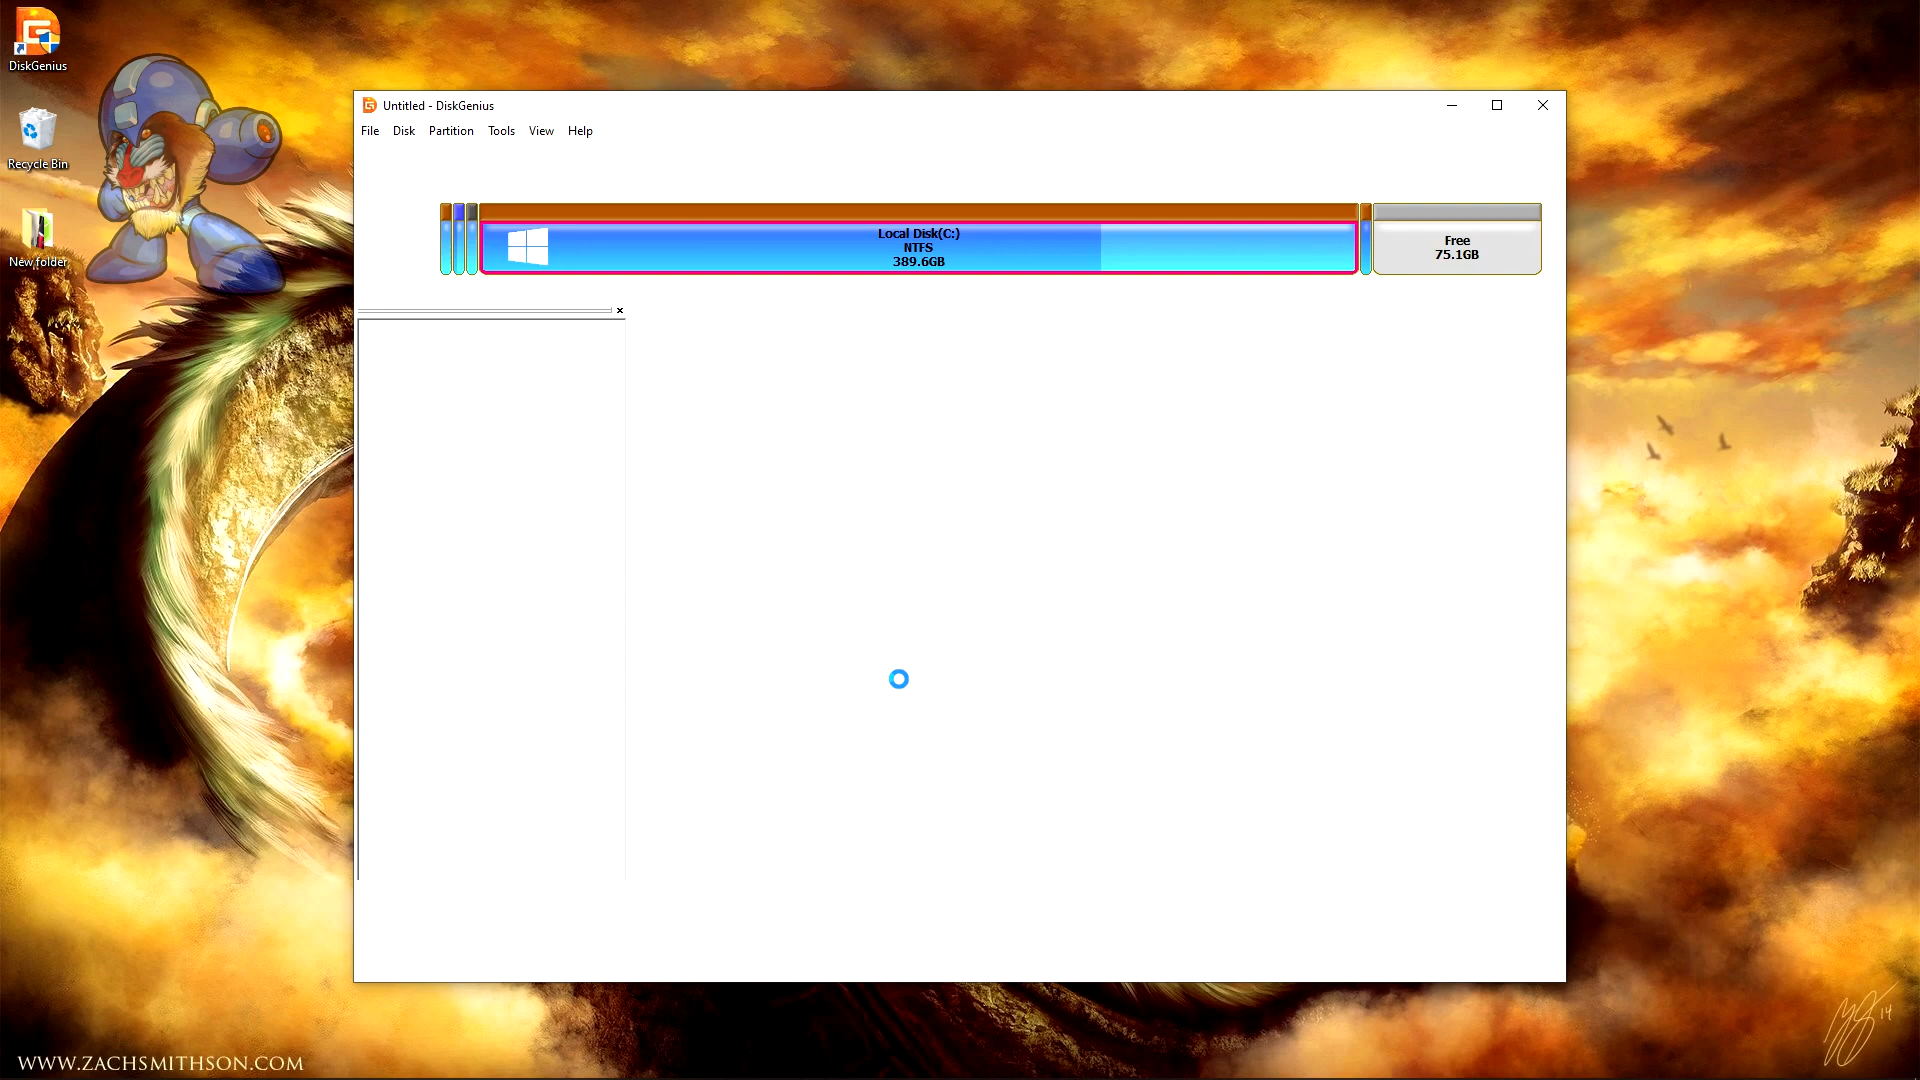 DiskGenius
Recycle Bin
New folder
Untitled - DiskGenius
File Disk Partition Tools View Help
Local Disk(C:)
NTFS
389.6GB
Free
75.1GB
WWW.ZACHSMITHSON.COM
14